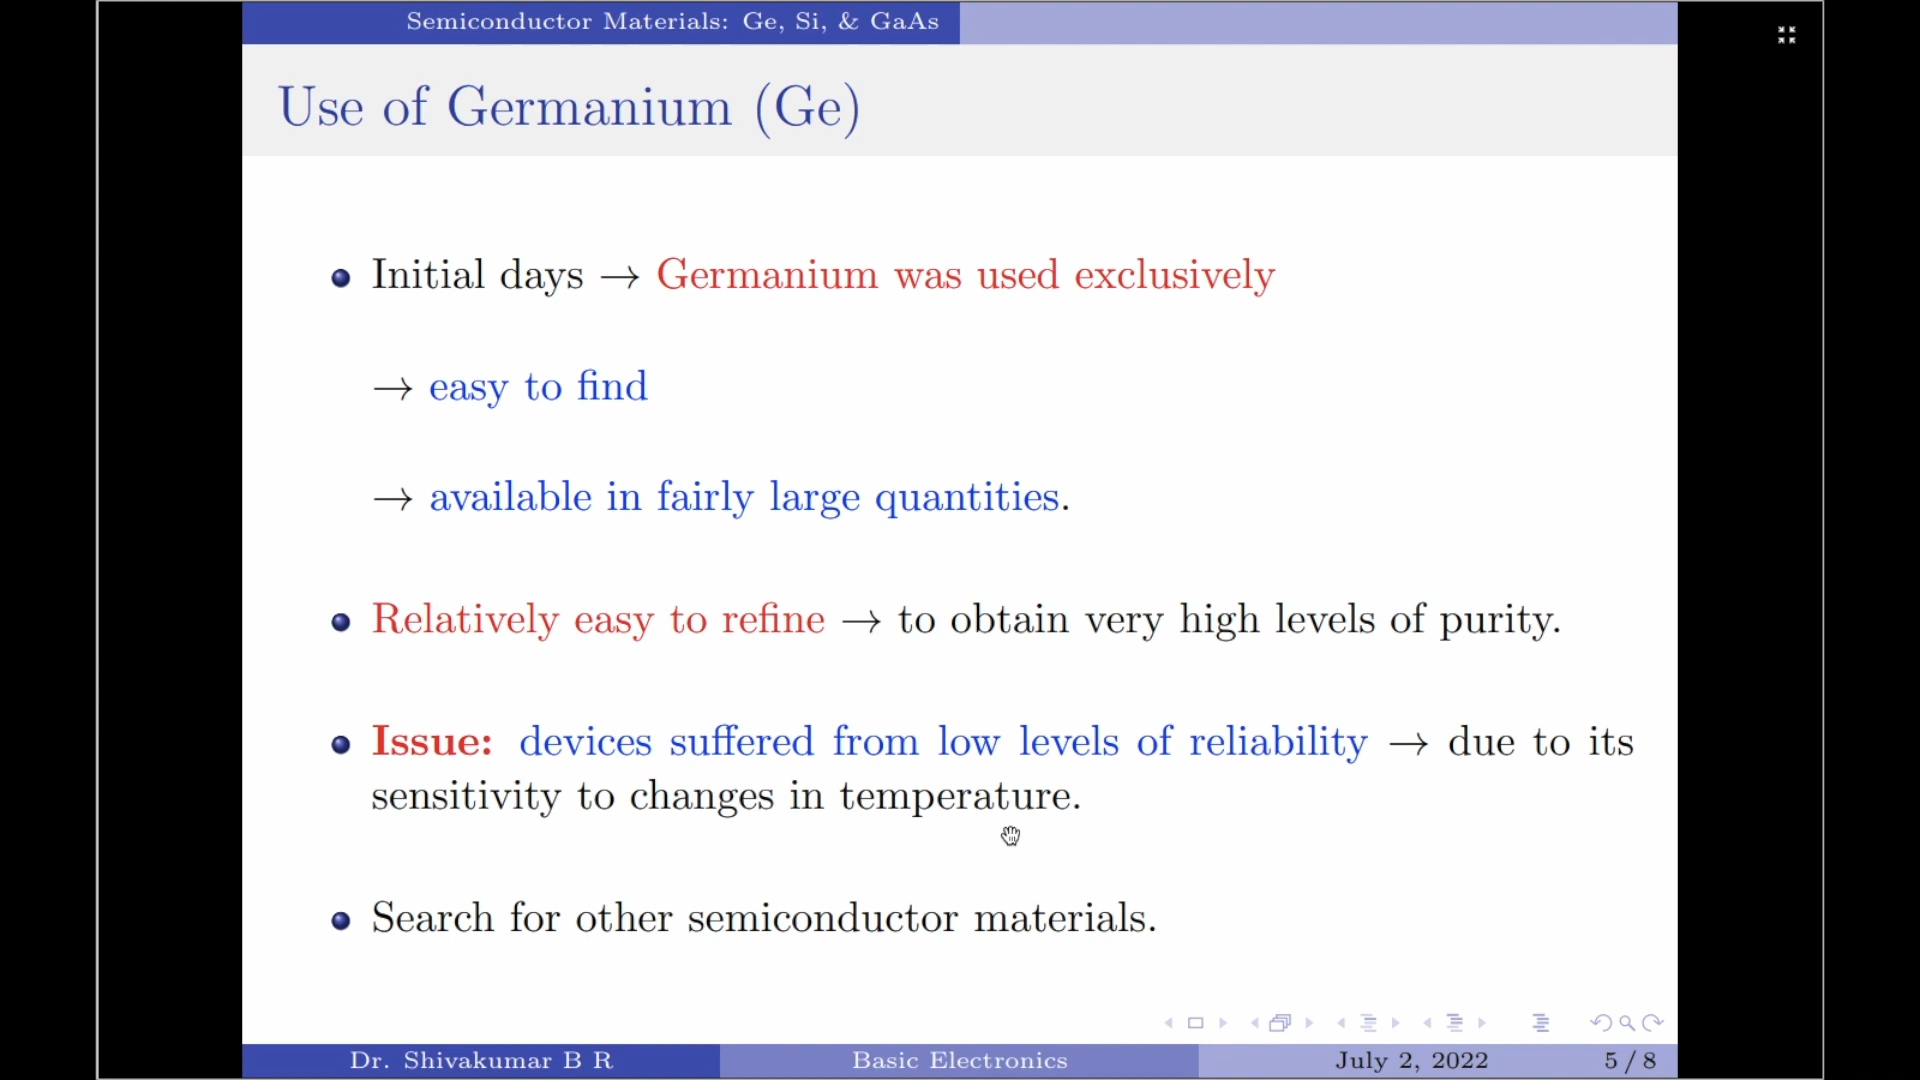 Semiconductor Materials: Ge, Si, & GaAs
Use of Germanium (Ge)
Initial days → Germanium was used exclusively
→ easy to find
→ available in fairly large quantities.
Relatively easy to refine → to obtain very high levels of purity.
Issue: devices suffered from low levels of reliability → due to its
sensitivity to changes in temperature.
Search for other semiconductor materials.
Dr. Shivakumar B R Basic Electronics July 2, 2022 5 / 8